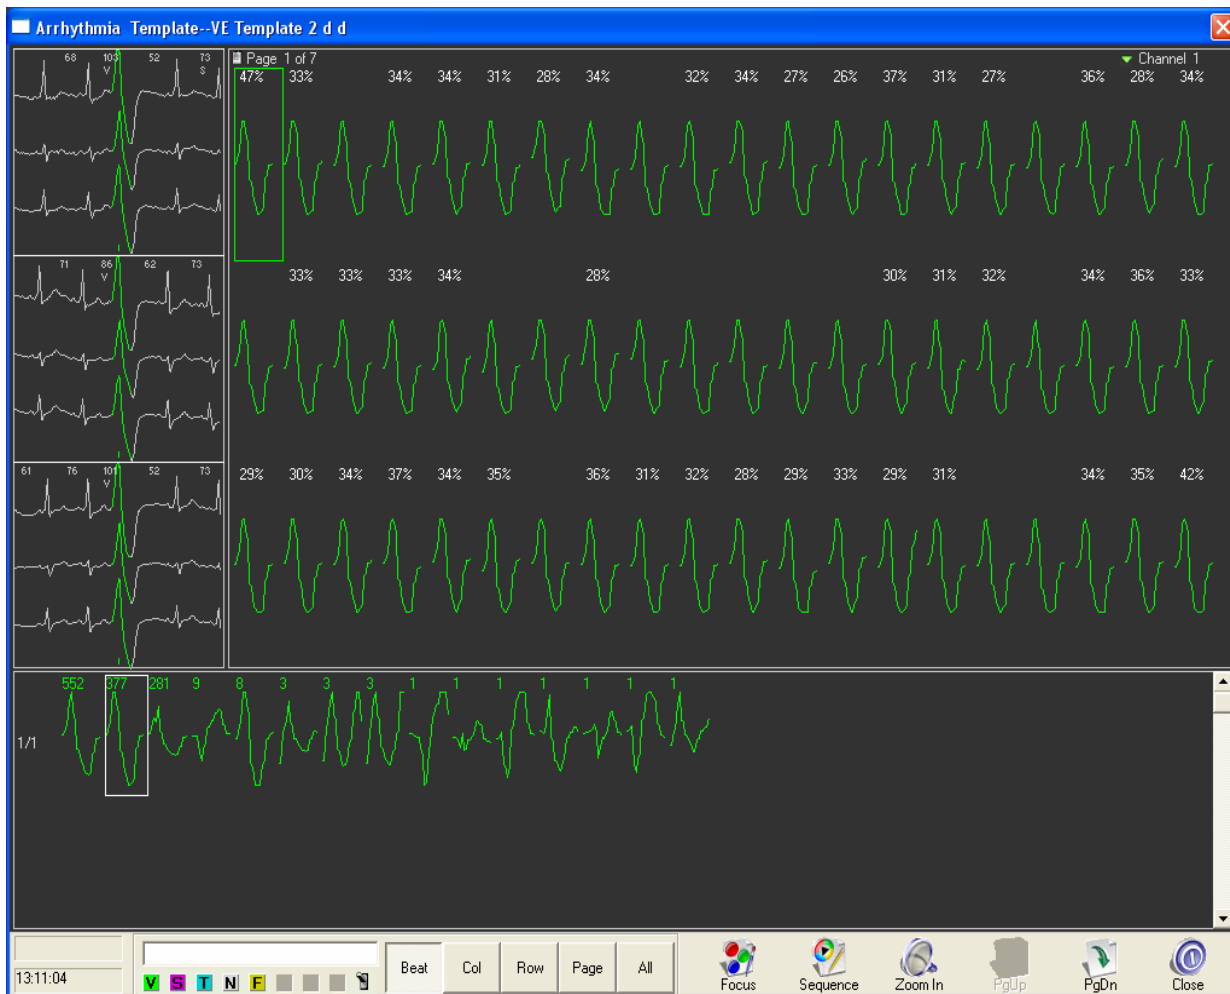 Arrhythmia Template--VE Template 2 d d
68 103 52 73
V S
Page 1 of 7 Channel 1
47% 33% 34% 34% 31% 28% 34% 32% 34% 27% 26% 37% 31% 27% 36% 28% 34%
71 86 62 73
V
33% 33% 33% 34% 28% 30% 31% 32% 34% 36% 33%
61 76 101 52 73
V
29% 30% 34% 37% 34% 35% 36% 31% 32% 28% 29% 33% 29% 31% 34% 35% 42%
552 377 281 9 8 3 3 3 1 1 1 1 1 1 1
1/1
13:11:04
V S T N F
Beat Col Row Page All
Focus Sequence Zoom In PgUp PgDn Close